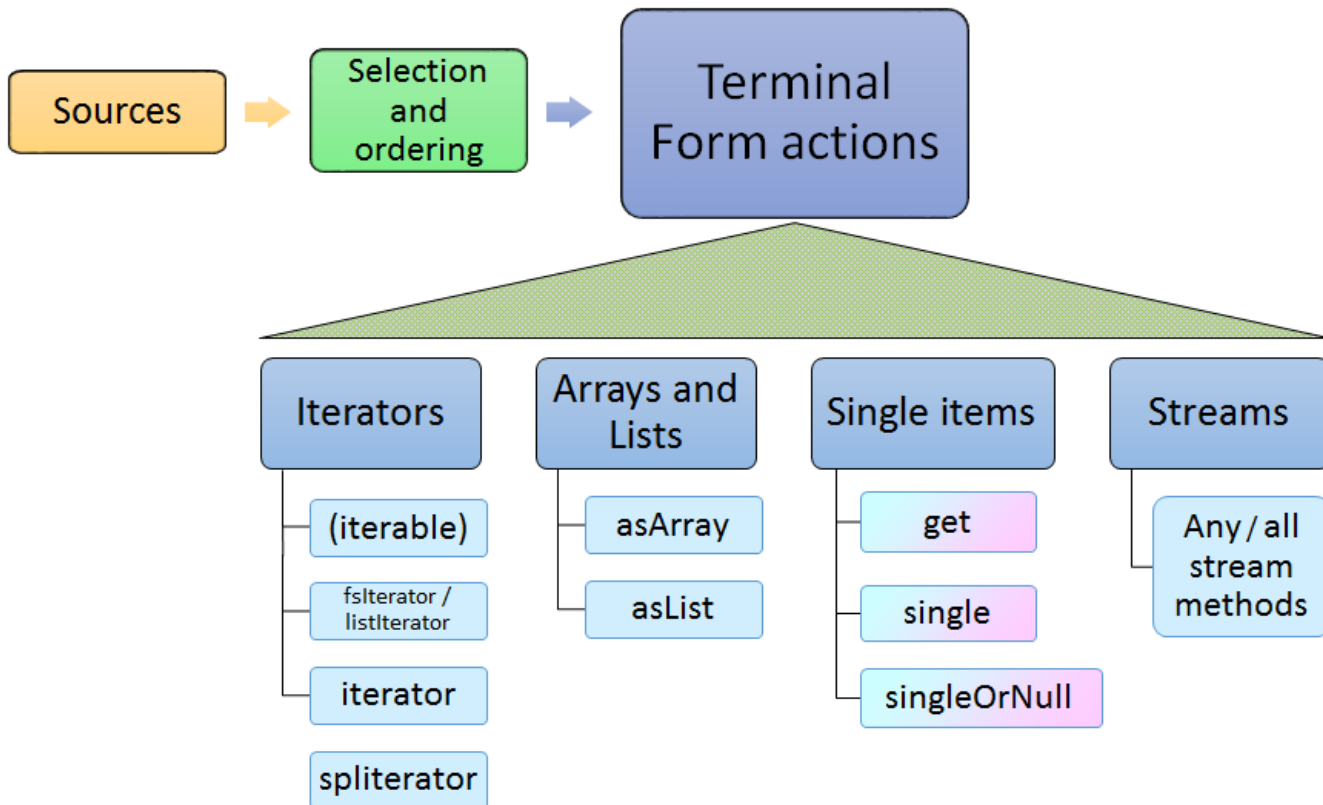 Sources
Selection
and
ordering
Terminal
Form actions
Iterators
(iterable)
fsIterator /
listIterator
iterator
spliterator
Arrays and
Lists
asArray
asList
Single items
get
single
singleOrNull
Streams
Any / all
stream
methods